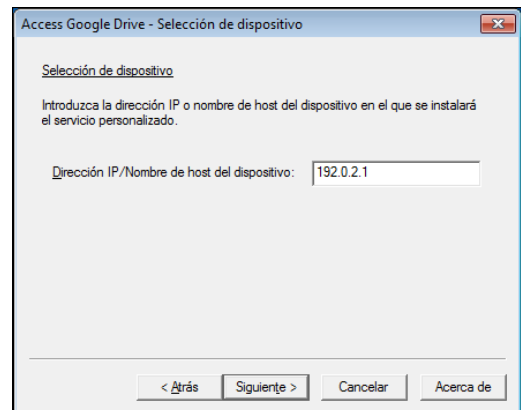 Access Google Drive - Selección de dispositivo
Selección de dispositivo
Introduzca la dirección IP o nombre de host del dispositivo en el que se instalará
el servicio personalizado.
Dirección IP/Nombre de host del dispositivo: 192.0.2.1
< Atrás Siguiente > Cancelar Acerca de